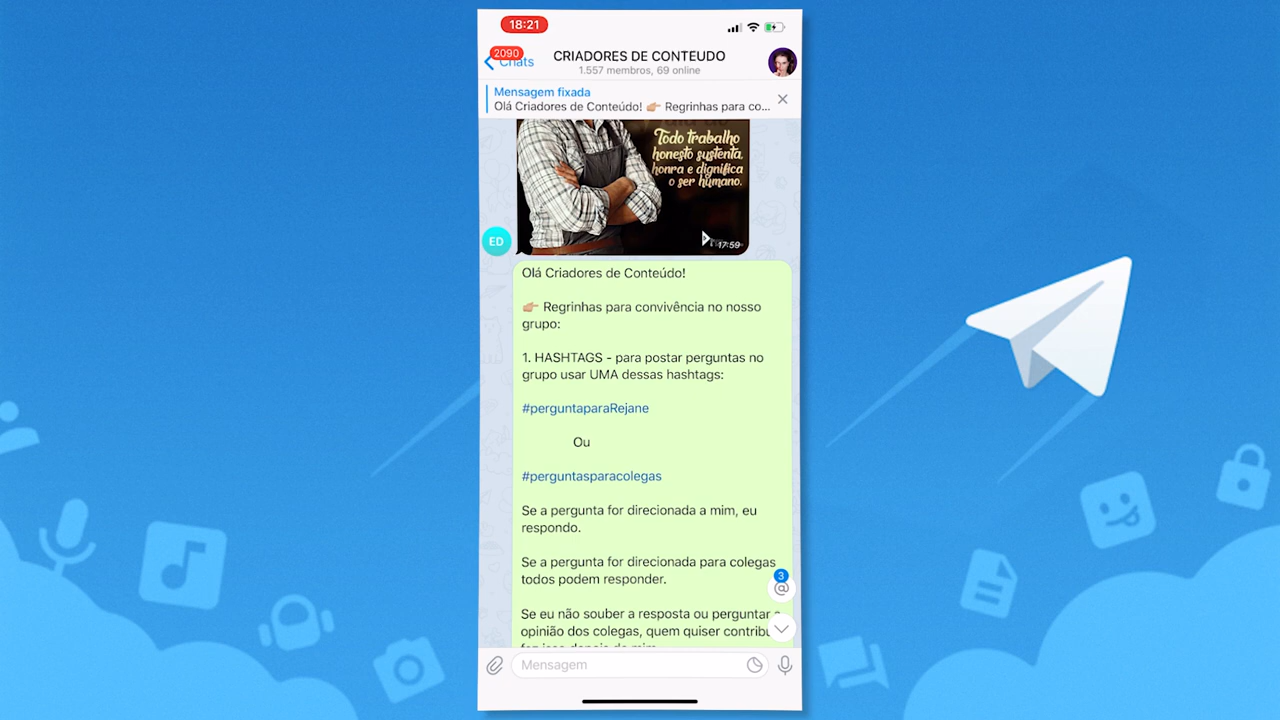 18:21
2090
Chats
CRIADORES DE CONTEUDO
1.557 membros, 69 online
Mensagem fixada
Olá Criadores de Conteúdo! 👉🏼 Regrinhas para co...
Todo trabalho
honesto sustenta,
honra e dignifica
o ser humano.
17:59
ED
Olá Criadores de Conteúdo!
👉🏼 Regrinhas para convivência no nosso
grupo:
1. HASHTAGS - para postar perguntas no
grupo usar UMA dessas hashtags:
#perguntaparaRejane
Ou
#perguntasparacolegas
Se a pergunta for direcionada a mim, eu
respondo.
Se a pergunta for direcionada para colegas
todos podem responder.
3
@
Se eu não souber a resposta ou perguntar a
opinião dos colegas, quem quiser
Mensagem